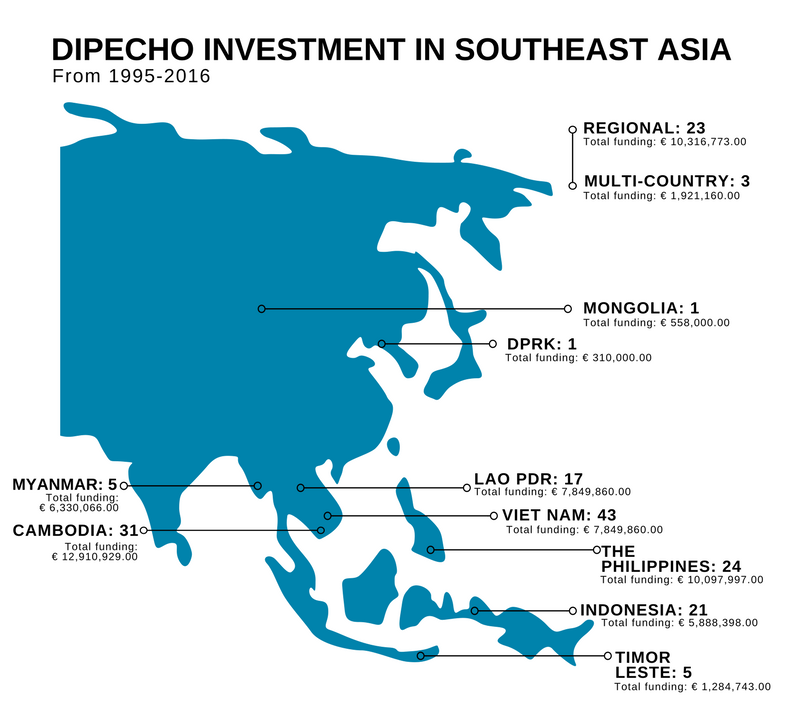 DIPECHO INVESTMENT IN SOUTHEAST ASIA
From 1995-2016
REGIONAL: 23
Total funding: € 10,316,773.00
MULTI-COUNTRY: 3
Total funding: € 1,921,160.00
MONGOLIA: 1
Total funding: € 558,000.00
DPRK: 1
Total funding: € 310,000.00
MYANMAR: 5
Total funding:
€ 6,330,066.00
CAMBODIA: 31
Total funding:
€ 12,910,929.00
LAO PDR: 17
Total funding: € 7,849,860.00
VIET NAM: 43
Total funding: € 7,849,860.00
THE
PHILIPPINES: 24
Total funding: € 10,097,997.00
INDONESIA: 21
Total funding: € 5,888,398.00
TIMOR
LESTE: 5
Total funding: € 1,284,743.00